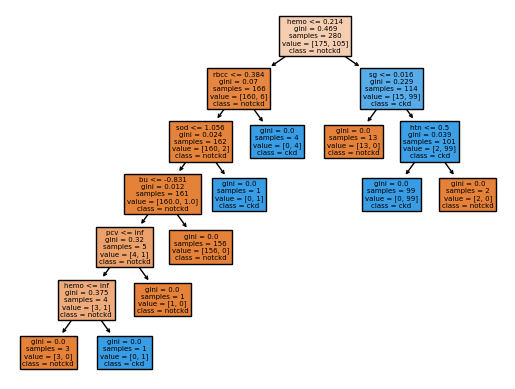 hemo <= 0.214
gini = 0.469
samples = 280
value = [175, 105]
class = notckd
rbcc <= 0.384
gini = 0.07
samples = 166
value = [160, 6]
class = notckd
sg <= 0.016
gini = 0.229
samples = 114
value = [15, 99]
class = ckd
sod <= 1.056
gini = 0.024
samples = 162
value = [160, 2]
class = notckd
gini = 0.0
samples = 4
value = [0, 4]
class = ckd
gini = 0.0
samples = 13
value = [13, 0]
class = notckd
htn <= 0.5
gini = 0.039
samples = 101
value = [2, 99]
class = ckd
bu <= -0.831
gini = 0.012
samples = 161
value = [160.0, 1.0]
class = notckd
gini = 0.0
samples = 1
value = [0, 1]
class = ckd
gini = 0.0
samples = 99
value = [0, 99]
class = ckd
gini = 0.0
samples = 2
value = [2, 0]
class = notckd
pcv <= inf
gini = 0.32
samples = 5
value = [4, 1]
class = notckd
gini = 0.0
samples = 156
value = [156, 0]
class = notckd
hemo <= inf
gini = 0.375
samples = 4
value = [3, 1]
class = notckd
gini = 0.0
samples = 1
value = [1, 0]
class = notckd
gini = 0.0
samples = 3
value = [3, 0]
class = notckd
gini = 0.0
samples = 1
value = [0, 1]
class = ckd